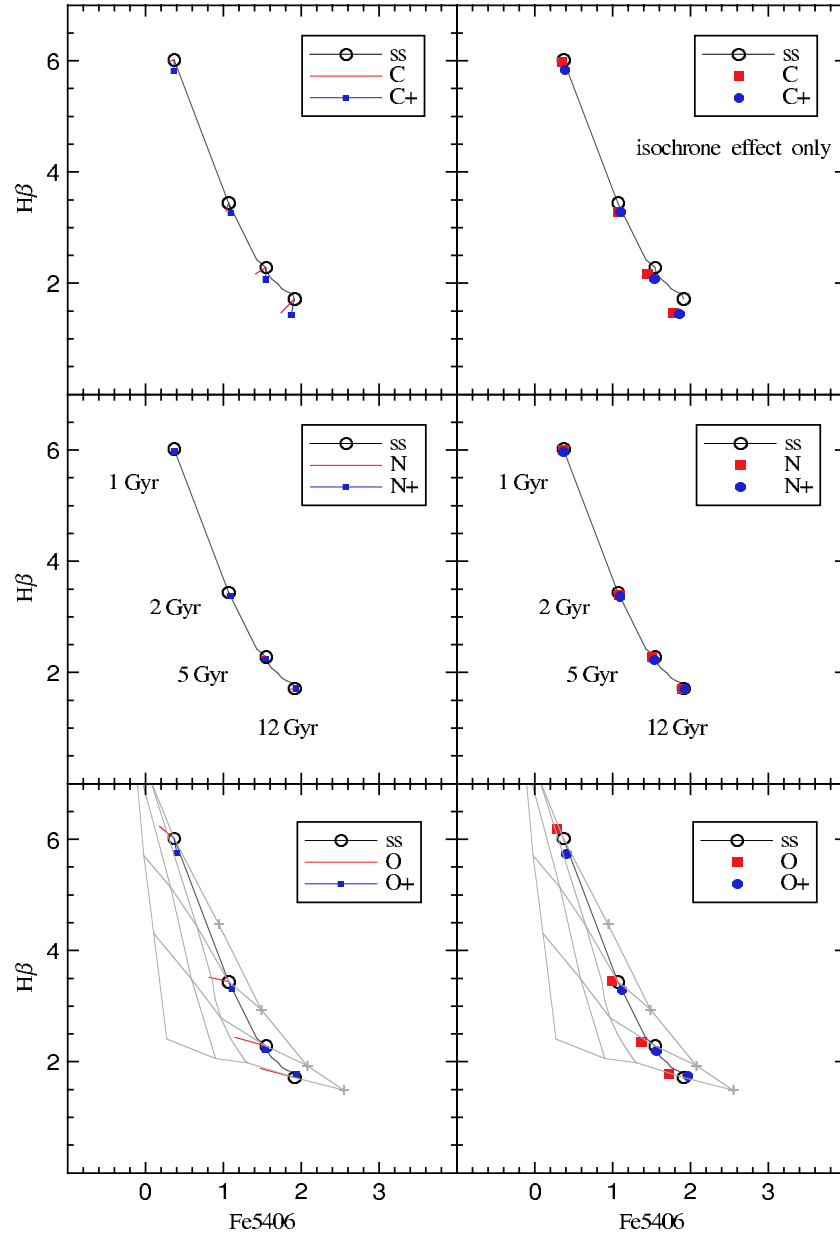 6
4
2
Hβ
ss
C
C+
ss
C
C+
isochrone effect only
6
4
2
Hβ
ss
N
N+
1 Gyr
2 Gyr
5 Gyr
12 Gyr
ss
N
N+
1 Gyr
2 Gyr
5 Gyr
12 Gyr
6
4
2
Hβ
ss
O
O+
ss
O
O+
0 1 2 3
Fe5406
0 1 2 3
Fe5406